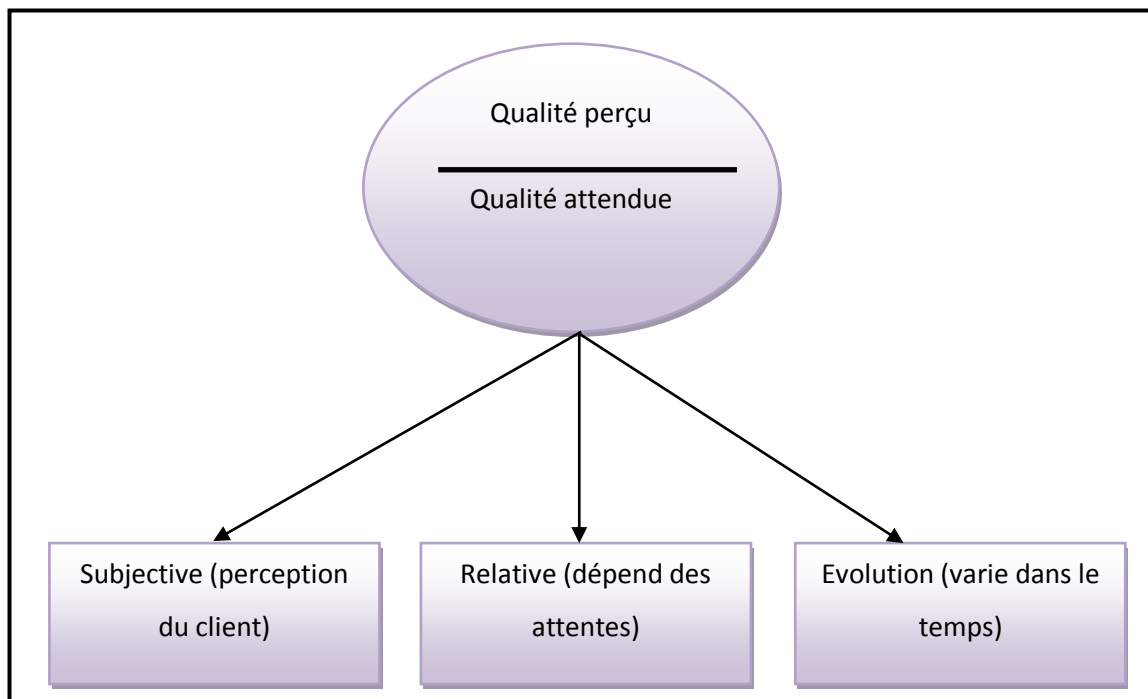 Qualité perçu
Qualité attendue
Subjective (perception
du client)
Relative (dépend des
attentes)
Evolution (varie dans le
temps)